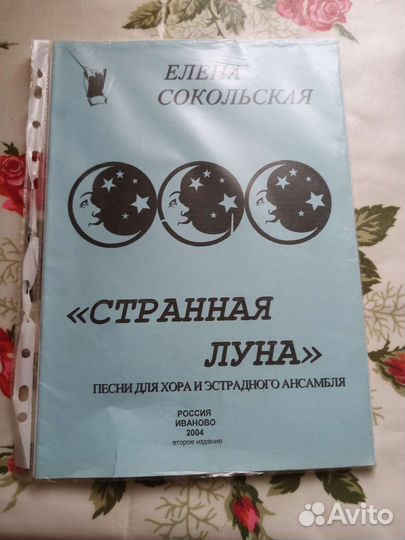 ЕЛЕНА
СОКОЛЬСКАЯ
«СТРАННАЯ
ЛУНА»
ПЕСНИ ДЛЯ ХОРА И ЭСТРАДНОГО АНСАМБЛЯ
РОССИЯ
ИВАНОВО
2004
второе издание
Avito